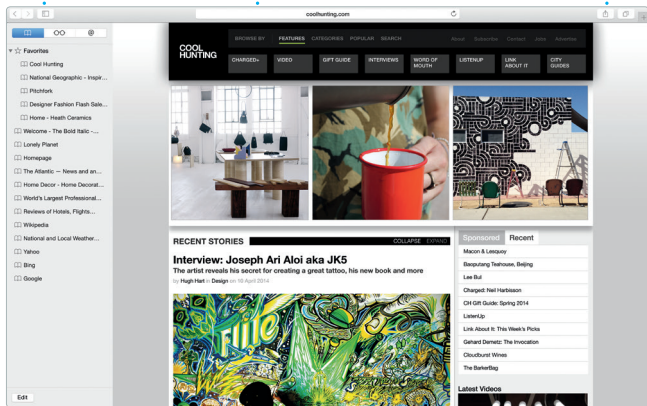 coolhunting.com
@
Favorites
Cool Hunting
National Geographic - Inspir...
Pitchfork
Designer Fashion Flash Sale...
Home - Heath Ceramics
Welcome - The Bold Italic -...
Lonely Planet
Homepage
The Atlantic — News and an...
Home Decor - Home Decorat...
World's Largest Professional...
Reviews of Hotels, Flights...
Wikipedia
National and Local Weather...
Yahoo
Bing
Google
Edit
COOL
HUNTING
BROWSE BY FEATURES CATEGORIES POPULAR SEARCH
About Subscribe Contact Jobs Advertise
CHARGED+ VIDEO GIFT GUIDE INTERVIEWS WORD OF MOUTH LISTENUP LINK ABOUT IT CITY GUIDES
RECENT STORIES COLLAPSE EXPAND
Interview: Joseph Ari Aloi aka JK5
The artist reveals his secret for creating a great tattoo, his new book and more
by Hugh Hart in Design on 18 April 2014
Sponsored Recent
Macon & Lesquoy
Baoputang Teahouse, Beijing
Lee Bul
Charged: Neil Harbisson
CH Gift Guide: Spring 2014
ListenUp
Link About It: This Week's Picks
Gehard Demetz: The Invocation
Cloudburst Wines
The BarkerBag
Latest Videos